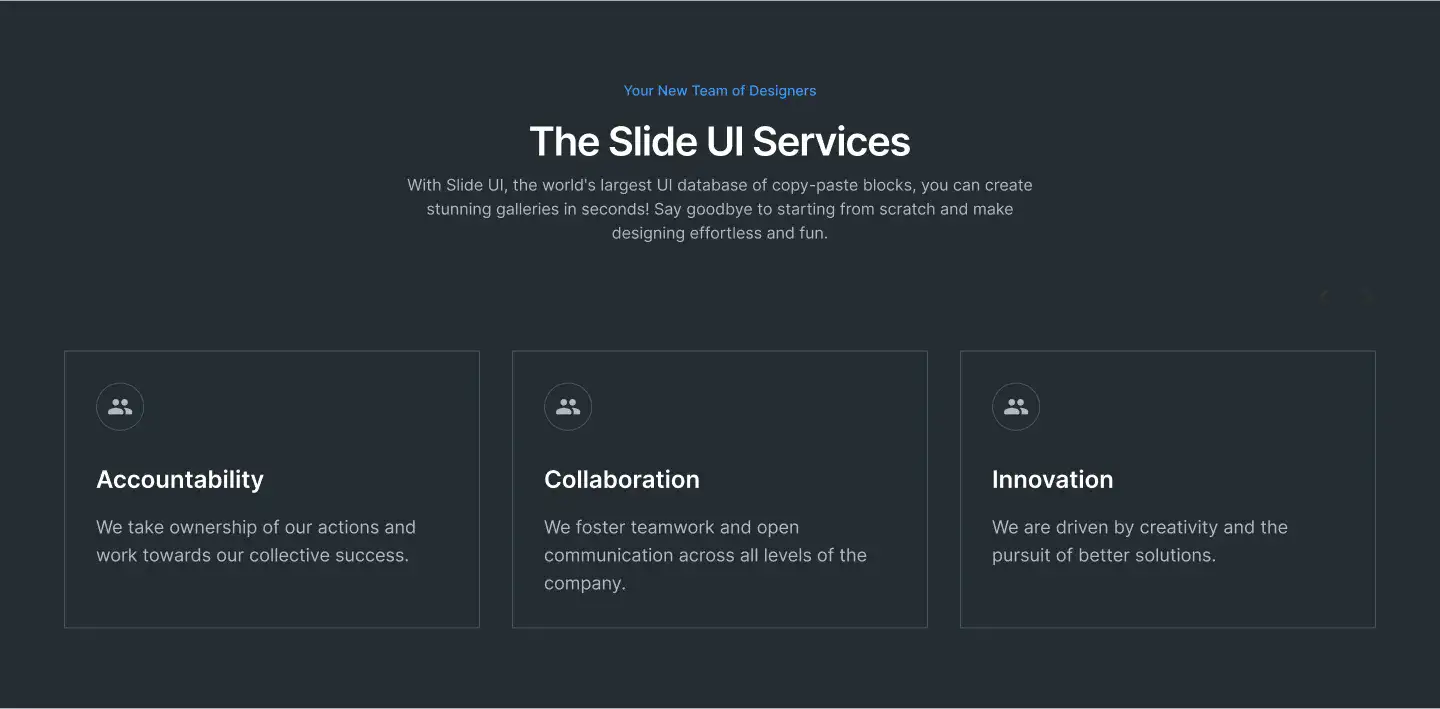 Your New Team of Designers
The Slide UI Services
With Slide UI, the world's largest UI database of copy-paste blocks, you can create
stunning galleries in seconds! Say goodbye to starting from scratch and make
designing effortless and fun.
Accountability
We take ownership of our actions and
work towards our collective success.
Collaboration
We foster teamwork and open
communication across all levels of the
company.
Innovation
We are driven by creativity and the
pursuit of better solutions.